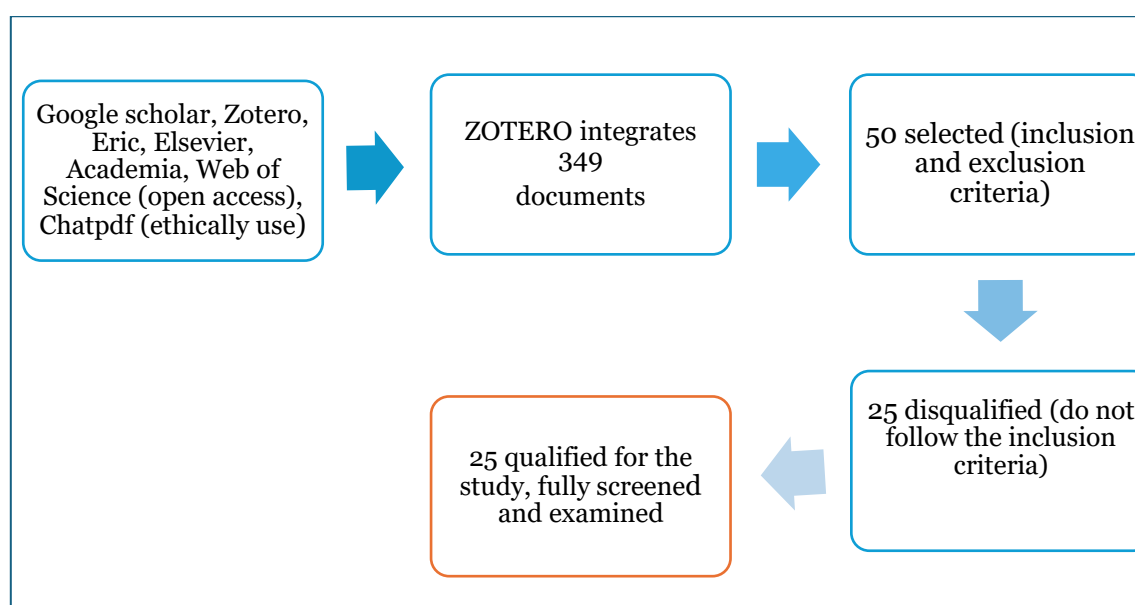 Google scholar, Zotero,
Eric, Elsevier,
Academia, Web of
Science (open access),
Chatpdf (ethically use)
ZOTERO integrates
349
documents
50 selected (inclusion
and exclusion
criteria)
25 disqualified (do not
follow the inclusion
criteria)
25 qualified for the
study, fully screened
and examined